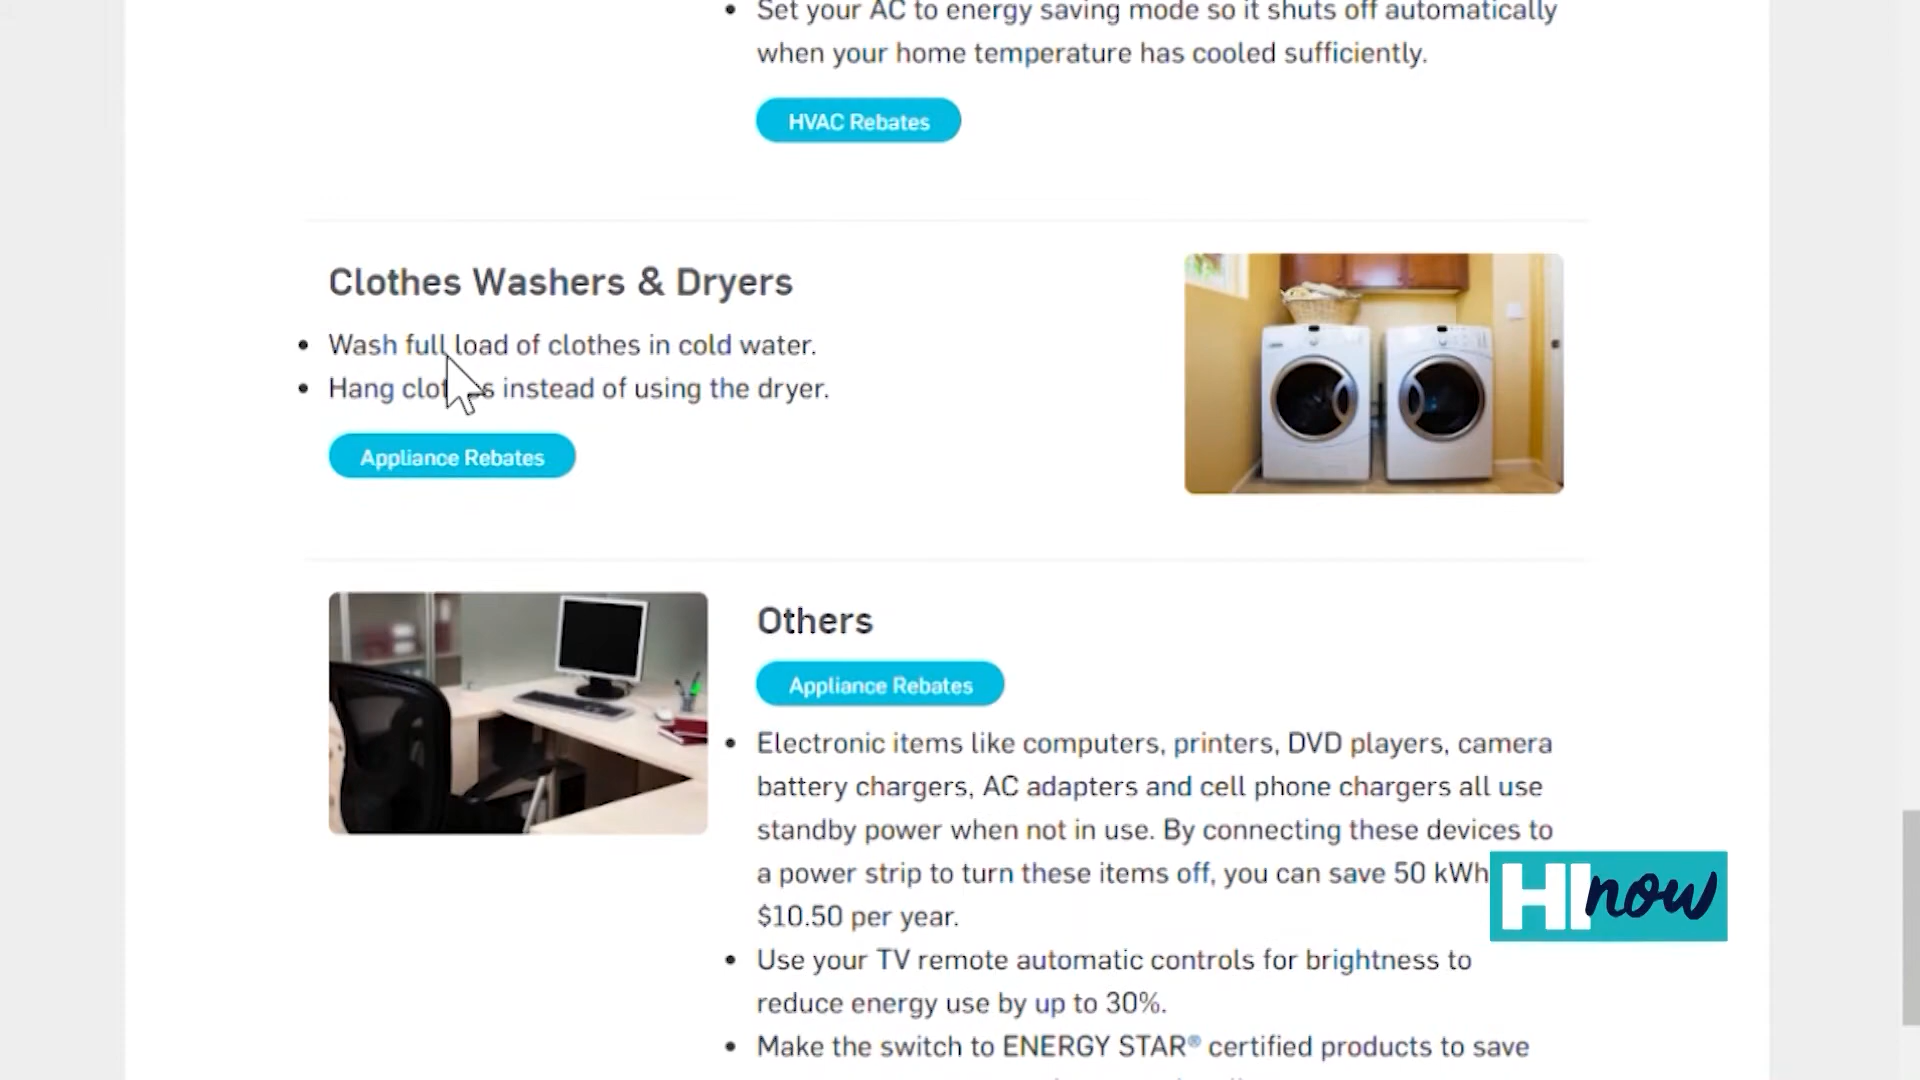 Set your AC to energy saving mode so it shuts off automatically
when your home temperature has cooled sufficiently.
HVAC Rebates
Clothes Washers & Dryers
Wash full load of clothes in cold water.
Hang clothes instead of using the dryer.
Appliance Rebates
Others
Appliance Rebates
Electronic items like computers, printers, DVD players, camera
battery chargers, AC adapters and cell phone chargers all use
standby power when not in use. By connecting these devices to
a power strip to turn these items off, you can save 50 kWh
$10.50 per year.
HI now
Use your TV remote automatic controls for brightness to
reduce energy use by up to 30%.
Make the switch to ENERGY STAR® certified products to save